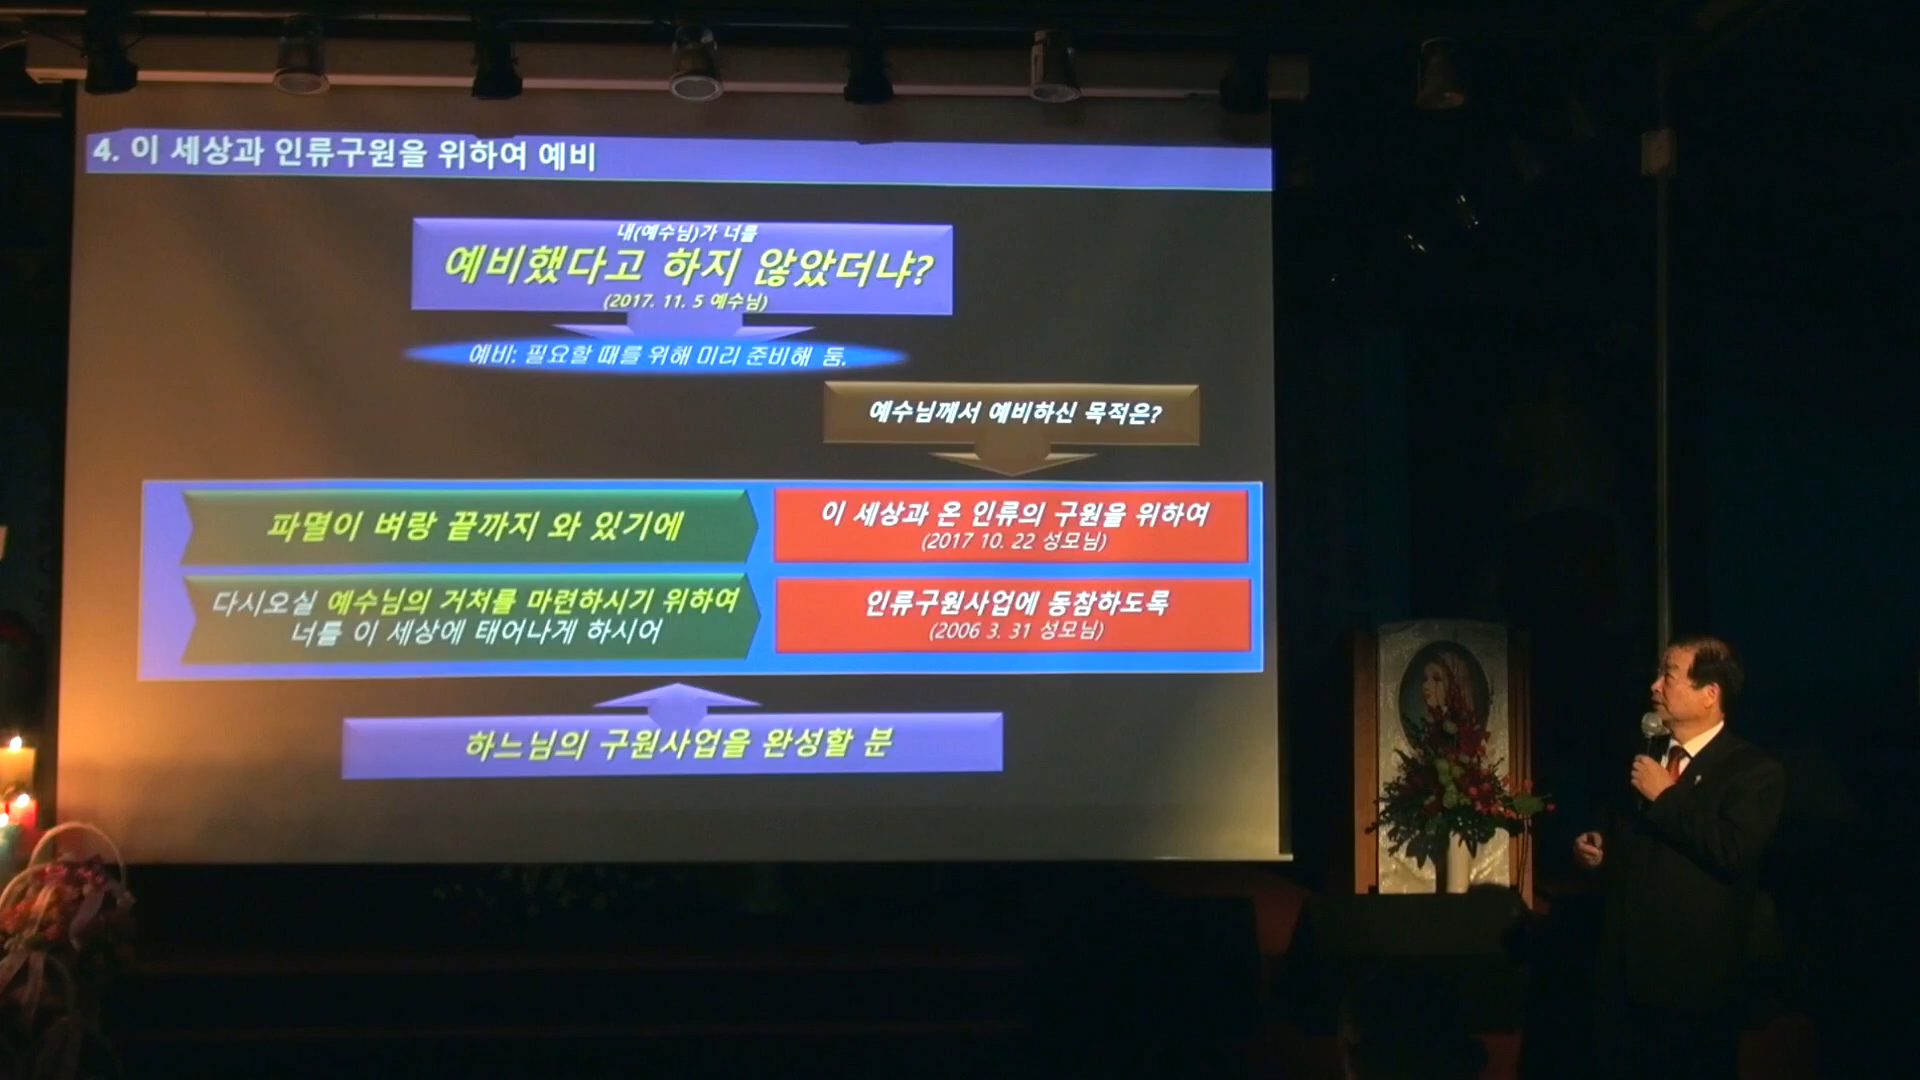 4. 이 세상과 인류구원을 위하여 예비
내(예수님)가 너를
예비했다고 하지 않았더냐?
(2017. 11. 5 예수님)
예비: 필요할 때를 위해 미리 준비해 둠.
예수님께서 예비하신 목적은?
파멸이 벼랑 끝까지 와 있기에
이 세상과 온 인류의 구원을 위하여
(2017 10. 22 성모님)
다시오실 예수님의 거처를 마련하시기 위하여
너를 이 세상에 태어나게 하시어
인류구원사업에 동참하도록
(2006 3. 31 성모님)
하느님의 구원사업을 완성할 분